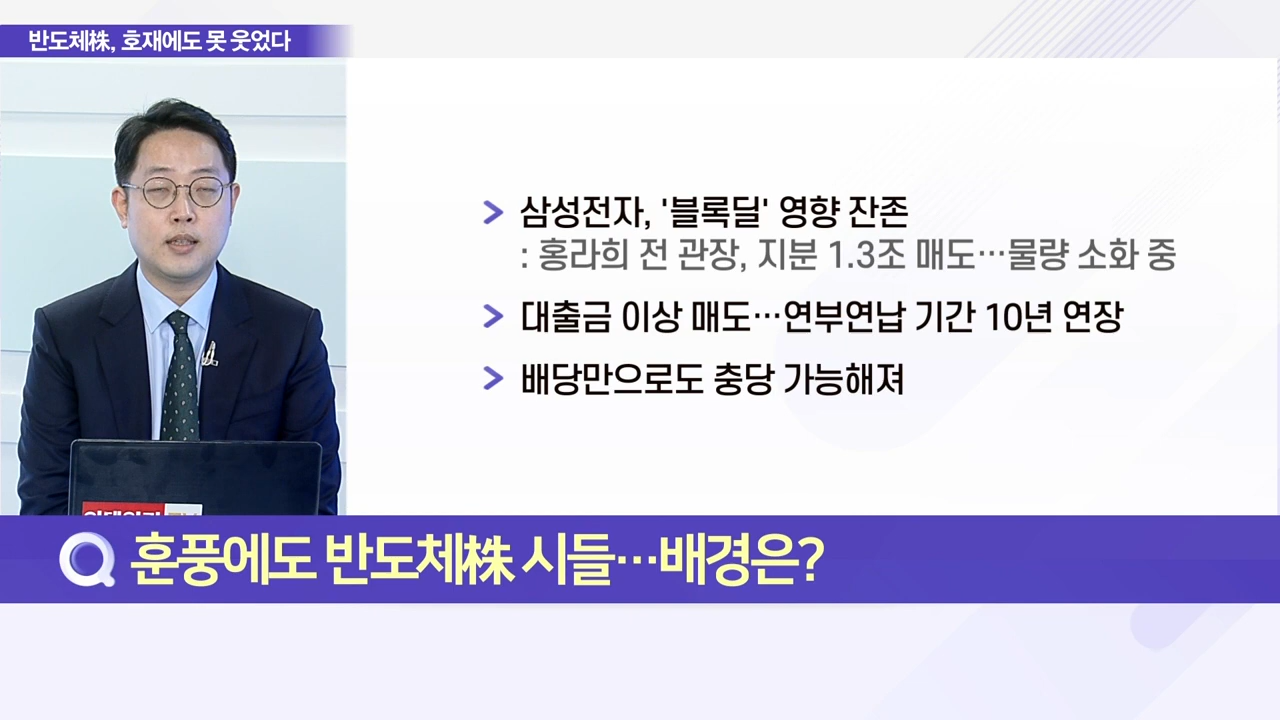 반도체株, 호재에도 못 웃었다
> 삼성전자, '블록딜' 영향 잔존
: 홍라희 전 관장, 지분 1.3조 매도…물량 소화 중
> 대출금 이상 매도…연부연납 기간 10년 연장
> 배당만으로도 충당 가능해져
훈풍에도 반도체株 시들…배경은?